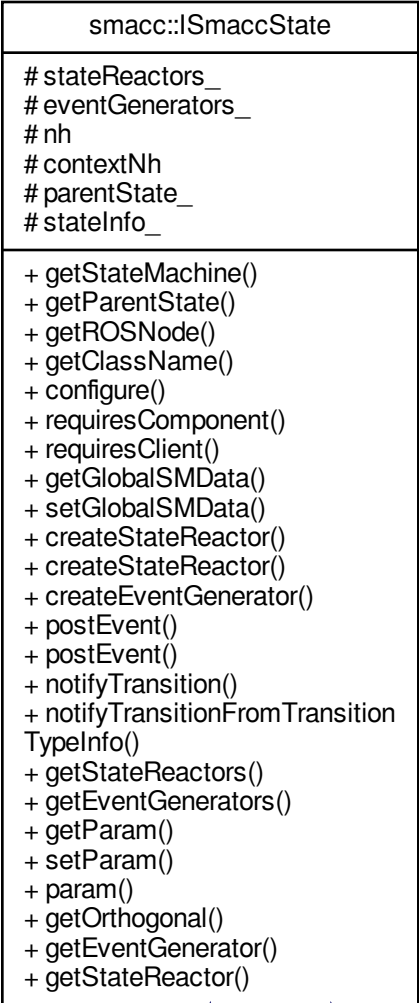 smacc::ISmaccState
# stateReactors_
# eventGenerators_
# nh
# contextNh
# parentState_
# stateInfo_
+ getStateMachine()
+ getParentState()
+ getROSNode()
+ getClassName()
+ configure()
+ requiresComponent()
+ requiresClient()
+ getGlobalSMData()
+ setGlobalSMData()
+ createStateReactor()
+ createStateReactor()
+ createEventGenerator()
+ postEvent()
+ postEvent()
+ notifyTransition()
+ notifyTransitionFromTransition
TypeInfo()
+ getStateReactors()
+ getEventGenerators()
+ getParam()
+ setParam()
+ param()
+ getOrthogonal()
+ getEventGenerator()
+ getStateReactor()